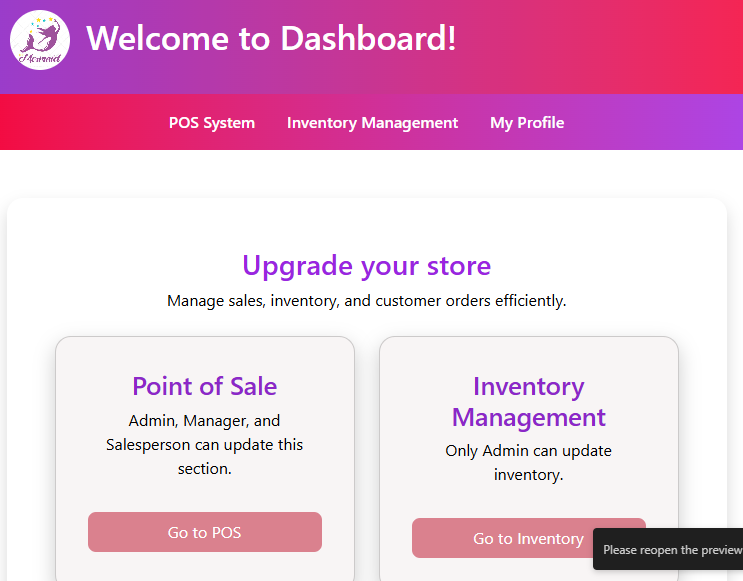 Mermaid
Welcome to Dashboard!
POS System Inventory Management My Profile
Upgrade your store
Manage sales, inventory, and customer orders efficiently.
Point of Sale
Admin, Manager, and
Salesperson can update this
section.
Go to POS
Inventory
Management
Only Admin can update
inventory.
Go to Inventory
Please reopen the preview